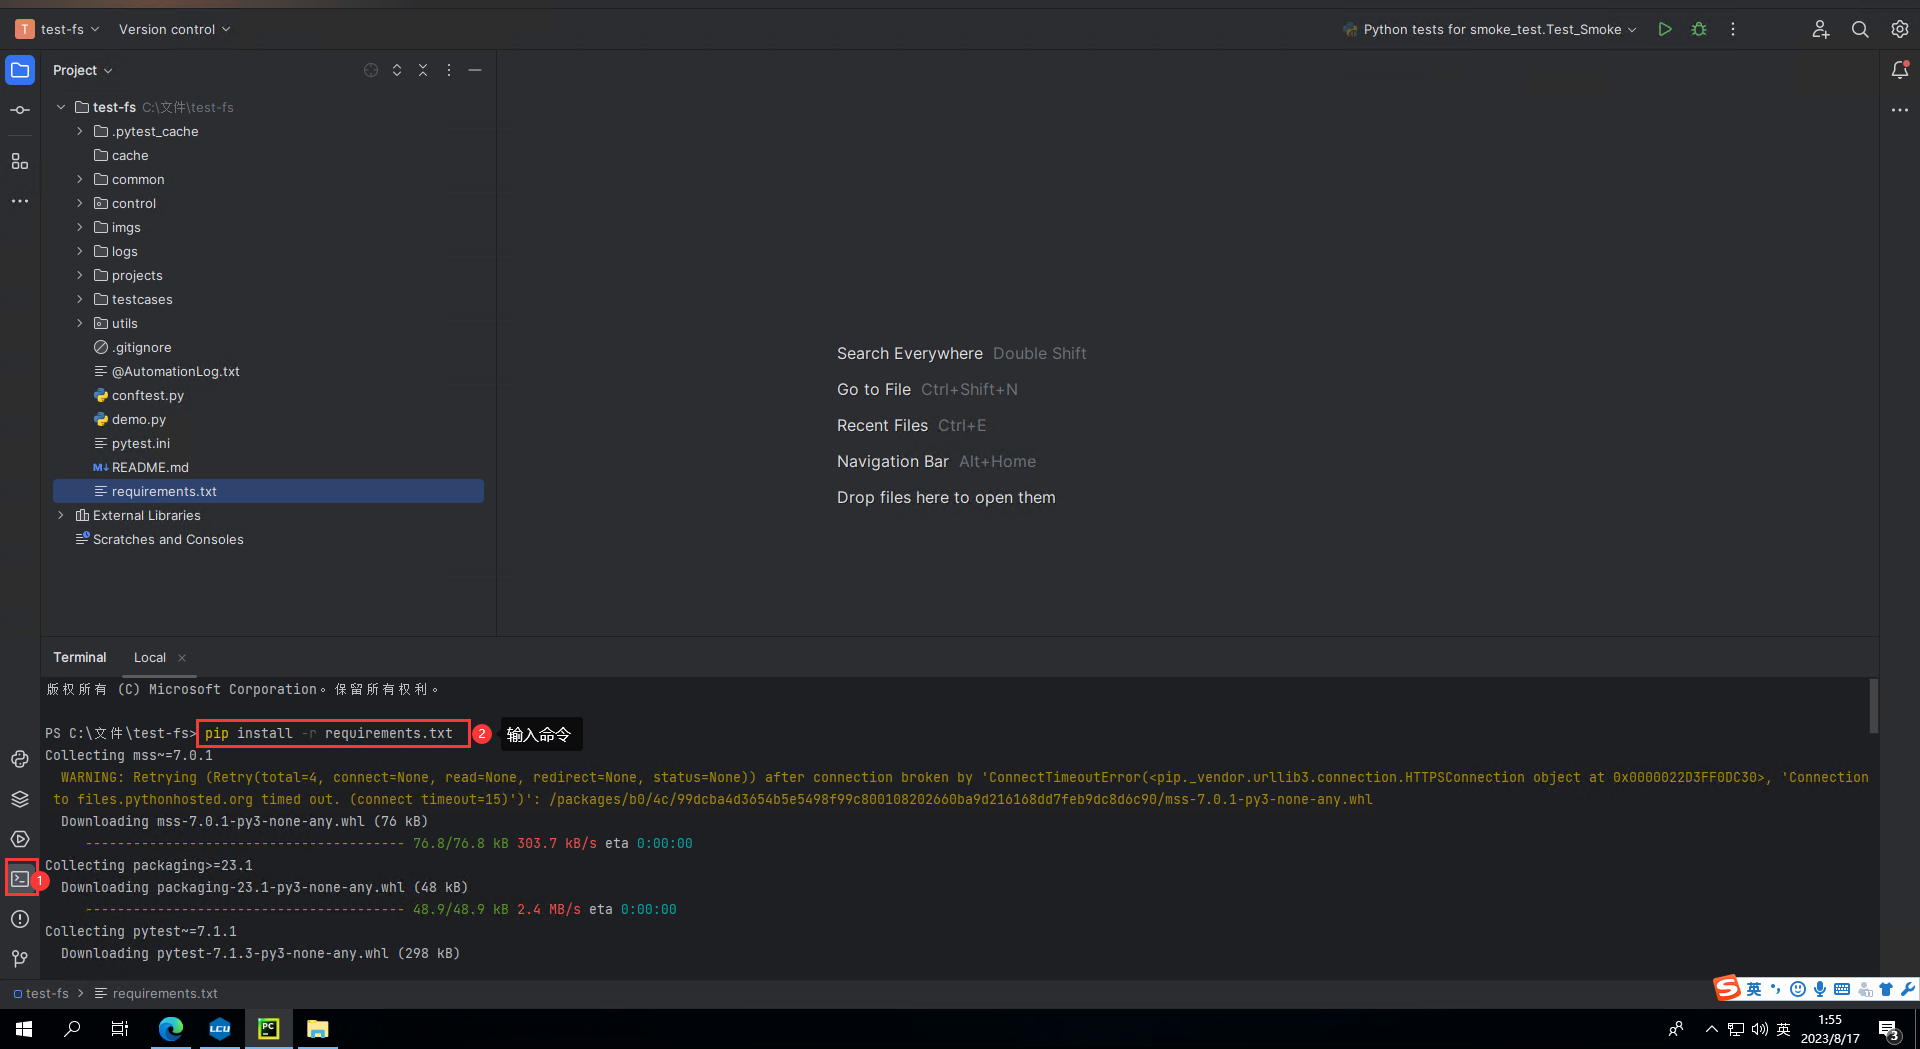 T test-fs Version control Python tests for smoke_test.Test_Smoke
Project
test-fs C:\文件\test-fs
.pytest_cache
cache
common
control
imgs
logs
projects
testcases
utils
.gitignore
@AutomationLog.txt
conftest.py
demo.py
pytest.ini
M↓ README.md
requirements.txt
External Libraries
Scratches and Consoles
Search Everywhere Double Shift
Go to File Ctrl+Shift+N
Recent Files Ctrl+E
Navigation Bar Alt+Home
Drop files here to open them
Terminal Local
版权所有 (C) Microsoft Corporation。保留所有权利。
PS C:\文件\test-fs> pip install -r requirements.txt 2 输入命令
Collecting mss~=7.0.1
WARNING: Retrying (Retry(total=4, connect=None, read=None, redirect=None, status=None)) after connection broken by 'ConnectTimeoutError(<pip._vendor.urllib3.connection.HTTPSConnection object at 0x0000022D3FF0DC30>, 'Connection
to files.pythonhosted.org timed out. (connect timeout=15)')': /packages/b0/4c/99dcba4d3654b5e5498f99c800108202660ba9d216168dd7feb9dc8d6c90/mss-7.0.1-py3-none-any.whl
Downloading mss-7.0.1-py3-none-any.whl (76 kB)
---------------------------------------- 76.8/76.8 kB 303.7 kB/s eta 0:00:00
Collecting packaging>=23.1
1
Downloading packaging-23.1-py3-none-any.whl (48 kB)
---------------------------------------- 48.9/48.9 kB 2.4 MB/s eta 0:00:00
Collecting pytest~=7.1.1
Downloading pytest-7.1.3-py3-none-any.whl (298 kB)
test-fs > requirements.txt
S 英
LCU PC 英 1:55
2023/8/17 3